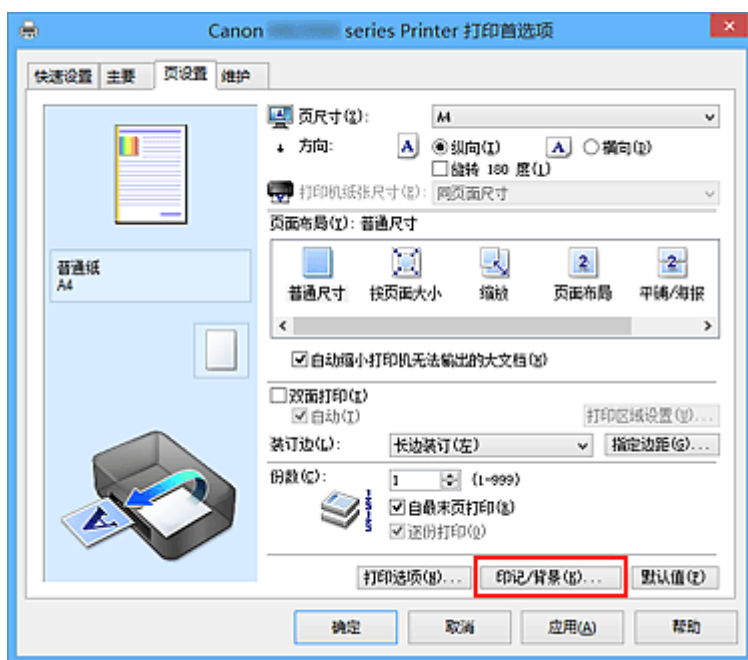 Canon series Printer 打印首选项
快速设置 主要 页设置 维护
页尺寸(Z): A4
方向: A 纵向(I) A 横向(D)
旋转 180 度(L)
打印机纸张尺寸(E): 同页面尺寸
页面布局(Y): 普通尺寸
普通纸
A4
普通尺寸 按页面大小 缩放 页面布局 平铺/海报
自动缩小打印机无法输出的大文档(W)
双面打印(X)
自动(T) 打印区域设置(U)...
装订边(L): 长边装订(左) 指定边距(G)...
份数(C): 1 (1-999)
自最末页打印(R)
逐份打印(O)
打印选项(N)... 印记/背景(K)... 默认值(F)
确定 取消 应用(A) 帮助